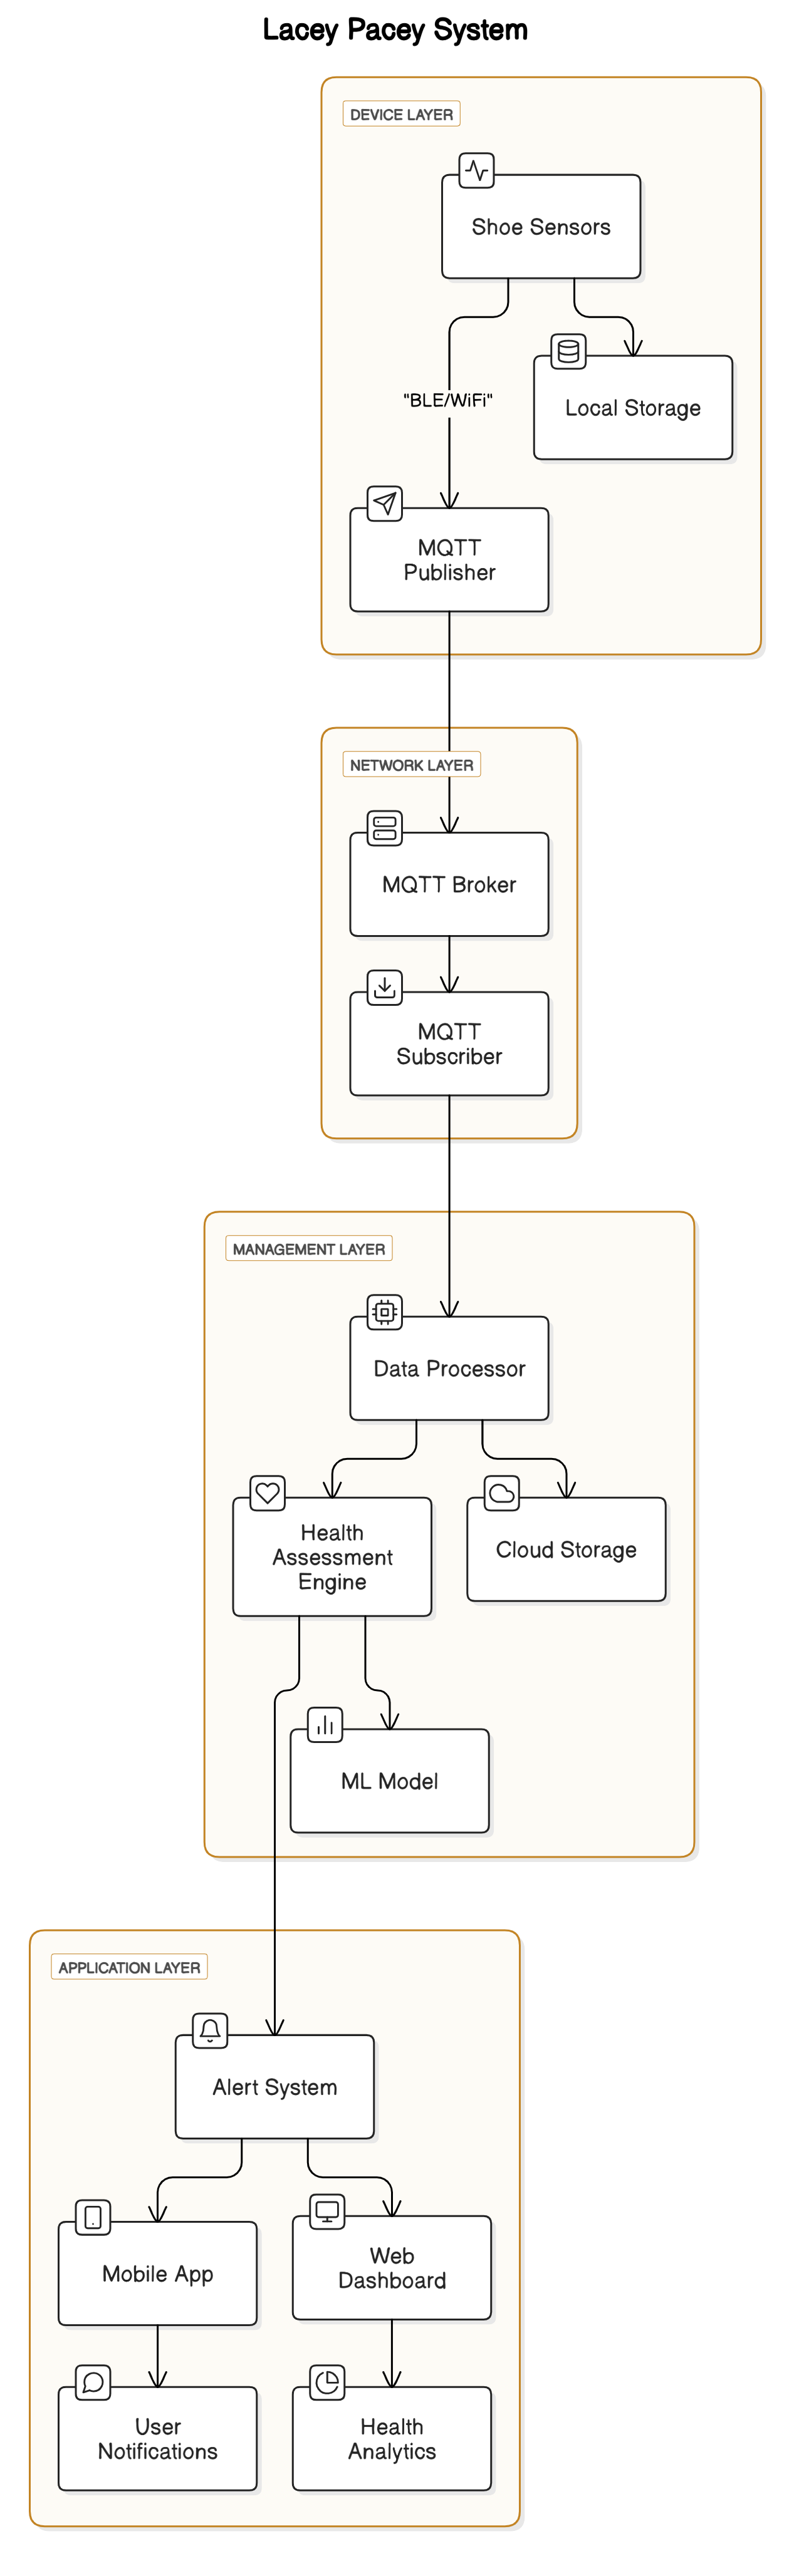 Lacey Pacey System
DEVICE LAYER
Shoe Sensors
Local Storage
"BLE/WiFi"
MQTT
Publisher
NETWORK LAYER
MQTT Broker
MQTT
Subscriber
MANAGEMENT LAYER
Data Processor
Health
Assessment
Engine
Cloud Storage
ML Model
APPLICATION LAYER
Alert System
Mobile App
Web
Dashboard
User
Notifications
Health
Analytics